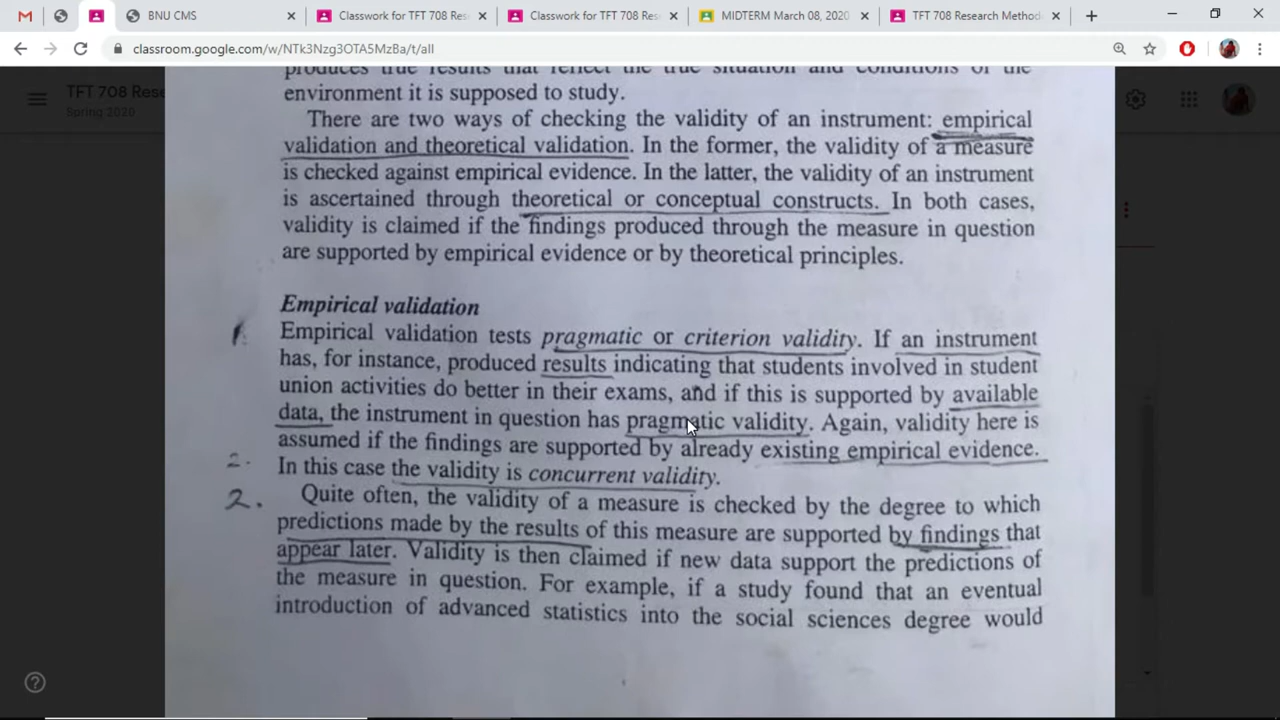 BNU CMS
Classwork for TFT 708 Res
Classwork for TFT 708 Res
MIDTERM March 08, 2020
TFT 708 Research Method
classroom.google.com/w/NTk3Nzg3OTA5MzBa/t/all
TFT 708 Rese
Spring 2020
produces true results that reflect the true situation and conditions of the
environment it is supposed to study.
There are two ways of checking the validity of an instrument: empirical
validation and theoretical validation. In the former, the validity of a measure
is checked against empirical evidence. In the latter, the validity of an instrument
is ascertained through theoretical or conceptual constructs. In both cases,
validity is claimed if the findings produced through the measure in question
are supported by empirical evidence or by theoretical principles.
Empirical validation
1.
Empirical validation tests pragmatic or criterion validity. If an instrument
has, for instance, produced results indicating that students involved in student
union activities do better in their exams, and if this is supported by available
data, the instrument in question has pragmatic validity. Again, validity here is
assumed if the findings are supported by already existing empirical evidence.
2.
In this case the validity is concurrent validity.
2.
Quite often, the validity of a measure is checked by the degree to which
predictions made by the results of this measure are supported by findings that
appear later. Validity is then claimed if new data support the predictions of
the measure in question. For example, if a study found that an eventual
introduction of advanced statistics into the social sciences degree would